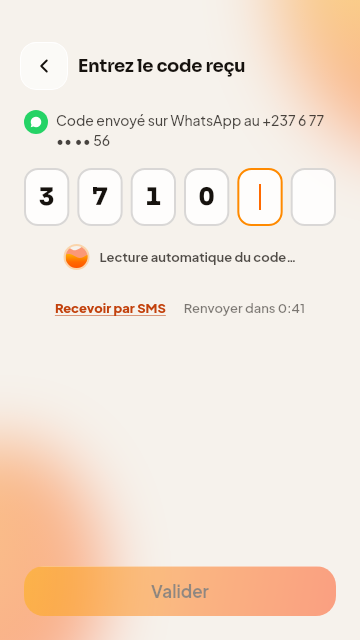 Entrez le code reçu
Code envoyé sur WhatsApp au +237 6 77
•• •• 56
3 7 1 0
Lecture automatique du code…
Recevoir par SMS Renvoyer dans 0:41
Valider